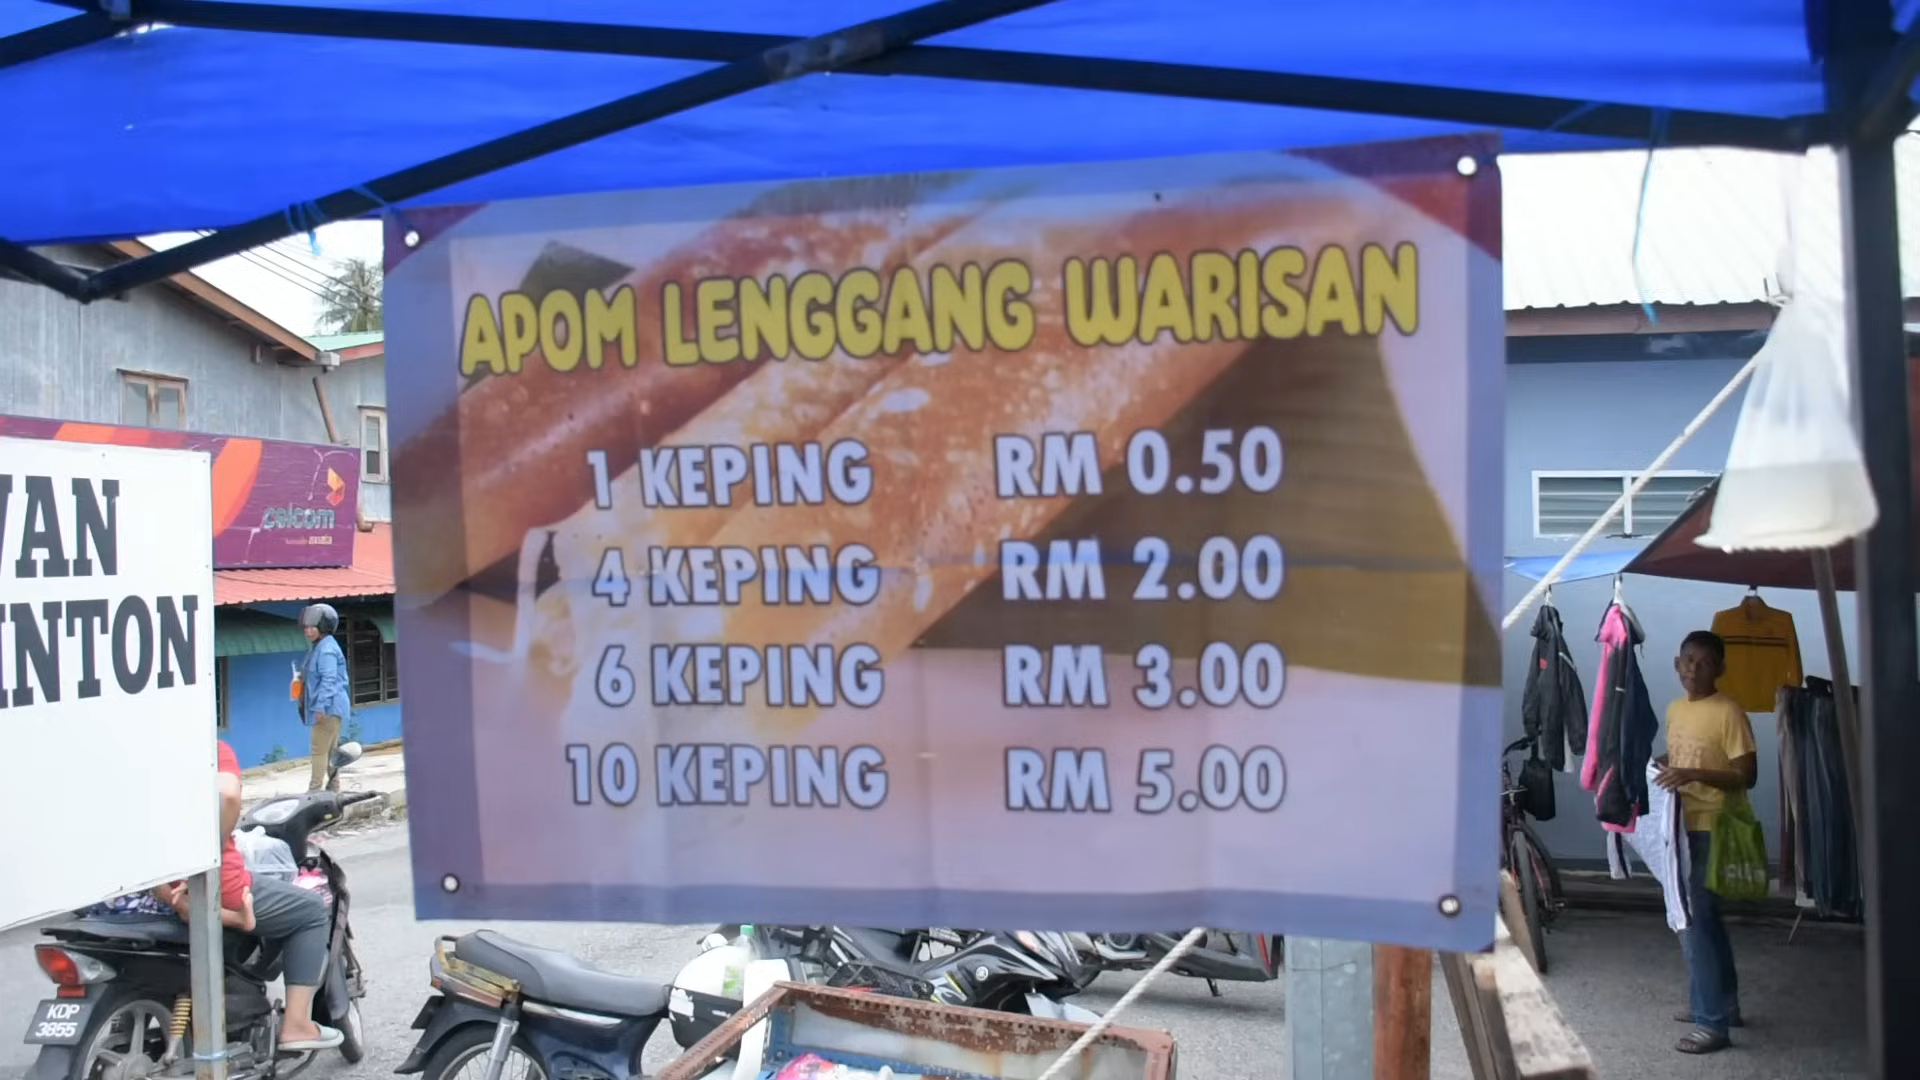 APOM LENGGANG WARISAN
1 KEPING RM 0.50
4 KEPING RM 2.00
6 KEPING RM 3.00
10 KEPING RM 5.00
WAN
INTON
celcom
axiata
KDP
3855